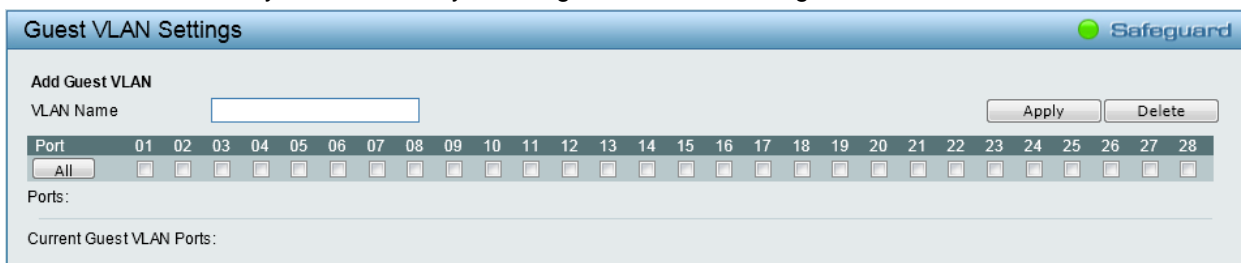 Guest VLAN Settings Safeguard
Add Guest VLAN
VLAN Name Apply Delete
Port 01 02 03 04 05 06 07 08 09 10 11 12 13 14 15 16 17 18 19 20 21 22 23 24 25 26 27 28
All
Ports:
Current Guest VLAN Ports: